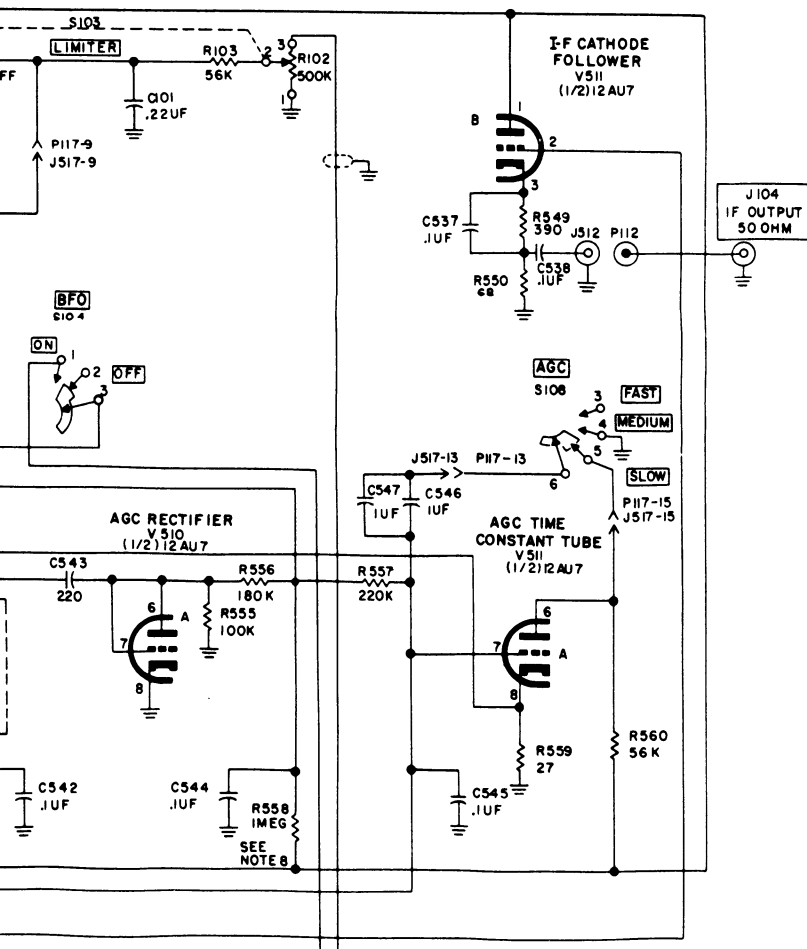 S103
LIMITER
R103
56K
2
3
R102
500K
1
FF
C101
.22UF
P117-9
J517-9
I-F CATHODE
FOLLOWER
V511
(1/2)12AU7
1
B
2
3
C537
.1UF
R549
390
J512
P112
J104
IF OUTPUT
50 OHM
C538
.1UF
R550
68
BFO
S104
ON
1
2
OFF
3
AGC
S108
3
FAST
4
MEDIUM
5
6
SLOW
J517-13
P117-13
P117-15
J517-15
C547
1UF
C546
1UF
AGC RECTIFIER
V510
(1/2)12AU7
AGC TIME
CONSTANT TUBE
V511
(1/2)12AU7
C543
220
R556
180K
R557
220K
6
A
7
8
R555
100K
6
7
A
8
R559
27
R560
56K
C542
.1UF
C544
.1UF
R558
1MEG
C545
.1UF
SEE
NOTE 8